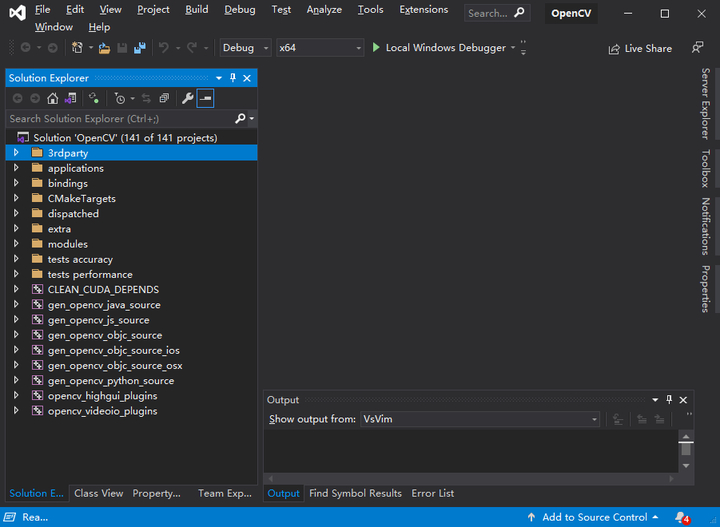 File Edit View Project Build Debug Test Analyze Tools Extensions Search... OpenCV
Window Help
Debug x64 Local Windows Debugger Live Share
Solution Explorer
Search Solution Explorer (Ctrl+;)
Solution 'OpenCV' (141 of 141 projects)
3rdparty
applications
bindings
CMakeTargets
dispatched
extra
modules
tests accuracy
tests performance
CLEAN_CUDA_DEPENDS
gen_opencv_java_source
gen_opencv_js_source
gen_opencv_objc_source
gen_opencv_objc_source_ios
gen_opencv_objc_source_osx
gen_opencv_python_source
opencv_highgui_plugins
opencv_videoio_plugins
Solution E... Class View Property... Team Exp...
Server Explorer
Toolbox
Notifications
Properties
Output
Show output from: VsVim
Output Find Symbol Results Error List
Rea... Add to Source Control 4